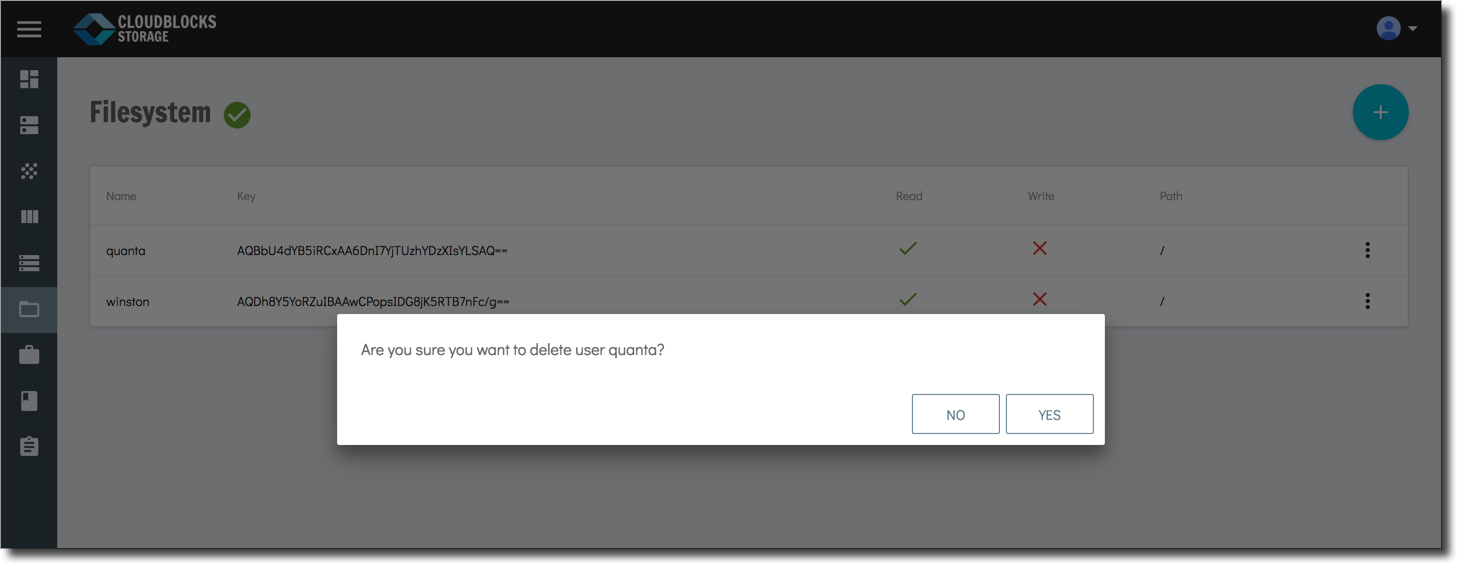 CLOUDBLOCKS
STORAGE
Filesystem
+
Name Key Read Write Path
quanta AQBbU4dYB5iRCxAA6DnI7YjTUzhYDzXIsYLSAQ== /
winston AQDh8Y5YoRZuIBAAwCPopsIDG8jK5RTB7nFc/g== /
Are you sure you want to delete user quanta?
NO YES